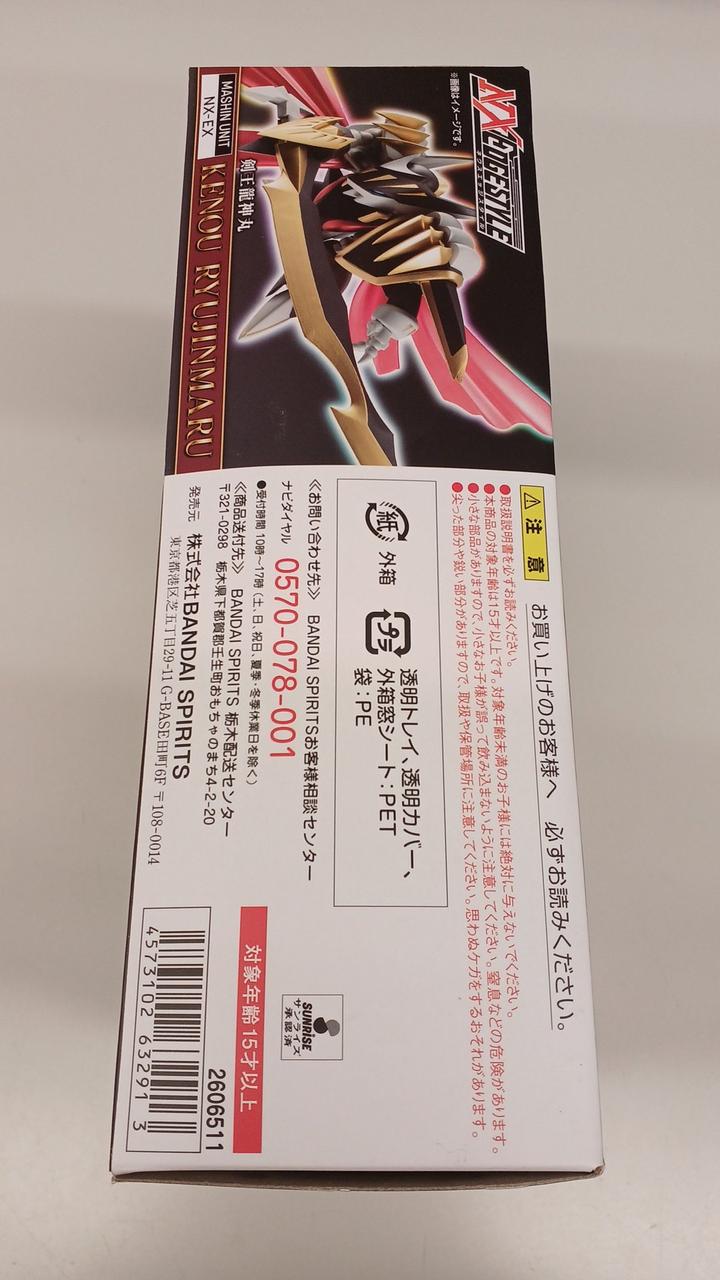 NXEDGE STYLE
ネクスエッジスタイル
※画像はイメージです。
剣王龍神丸
MASHIN UNIT
NX-EX
KENOU RYUJINMARU
お買い上げのお客様へ 必ずお読みください。
注 意
●取扱説明書を必ずお読みください。
●本商品の対象年齢は15才以上です。対象年齢未満のお子様には絶対に与えないでください。
●小さな部品がありますので、小さなお子様が誤って飲み込まないように注意してください。窒息などの危険があります。
●尖った部分や鋭い部分がありますので、取扱や保管場所に注意してください。思わぬケガをするおそれがあります。
紙 外箱
プラ 透明トレイ、透明カバー、
外箱窓シート:PET
袋:PE
≪お問い合わせ先≫ BANDAI SPIRITSお客様相談センター
ナビダイヤル 0570-078-001
●受付時間 10時～17時(土、日、祝日、夏季・冬季休業日を除く)
≪商品送付先≫ BANDAI SPIRITS 栃木配送センター
〒321-0298 栃木県下都賀郡壬生町おもちゃのまち4-2-20
発売元 株式会社BANDAI SPIRITS
東京都港区芝五丁目29-11 G-BASE田町6F 〒108-0014
SUNRISE
サンライズ
承認済
対象年齢15才以上
2606511
4573102 63291 3